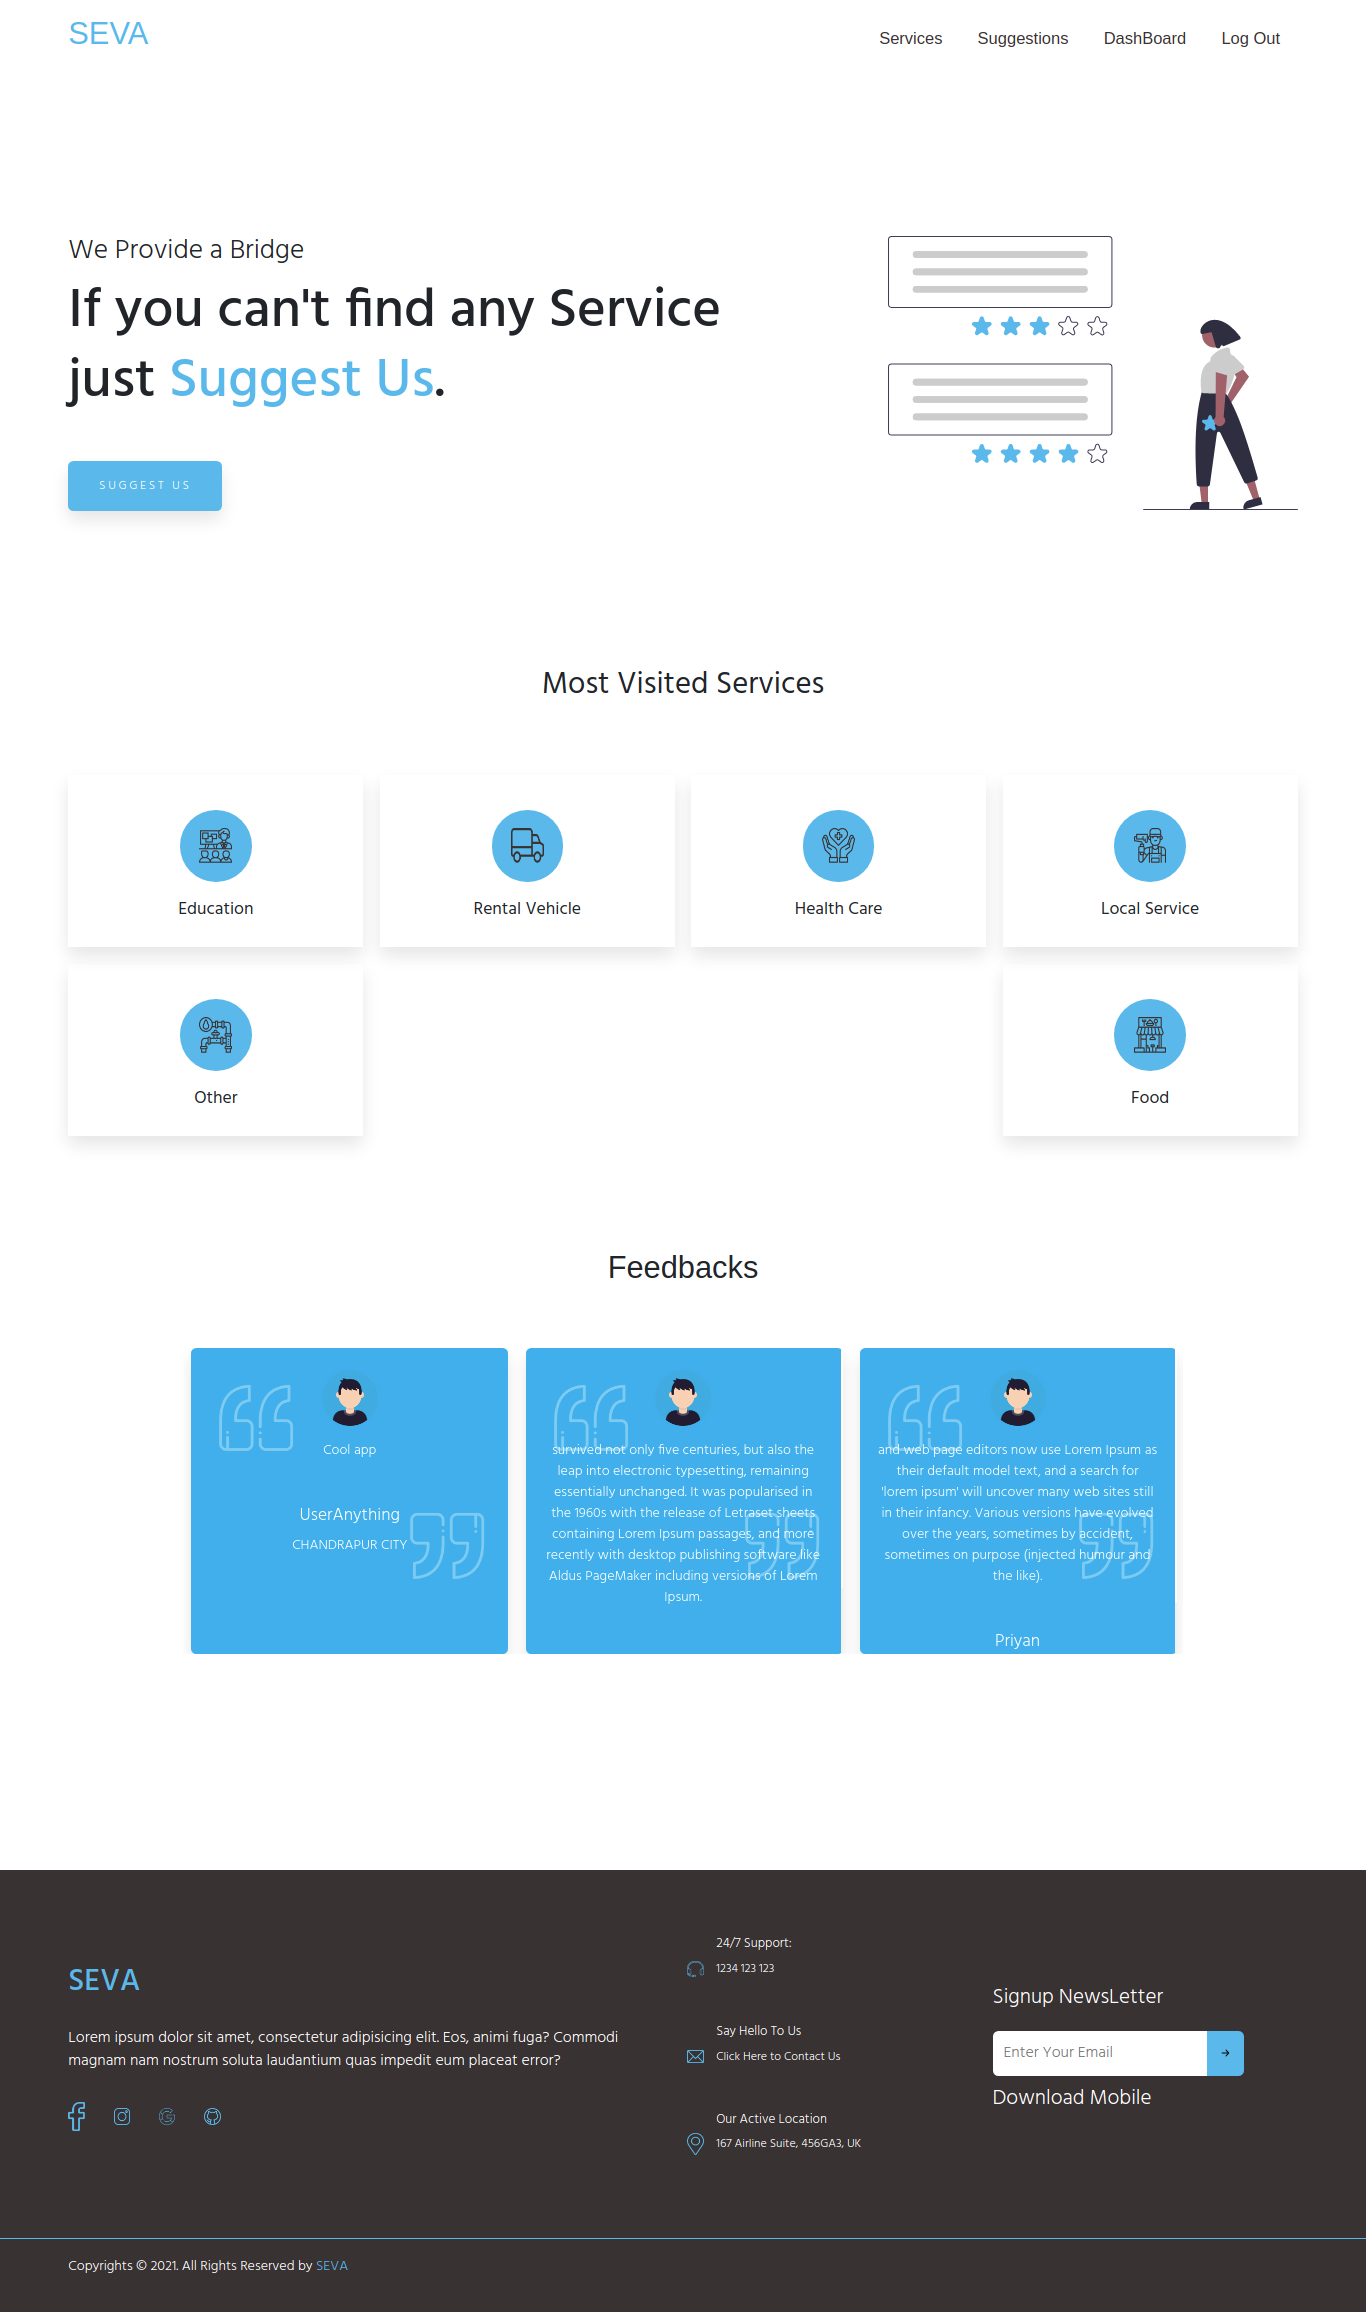 SEVA
Services Suggestions DashBoard Log Out
We Provide a Bridge
If you can't find any Service
just Suggest Us.
SUGGEST US
Most Visited Services
Education
Rental Vehicle
Health Care
Local Service
Other
Food
Feedbacks
Cool app
UserAnything
CHANDRAPUR CITY
survived not only five centuries, but also the
leap into electronic typesetting, remaining
essentially unchanged. It was popularised in
the 1960s with the release of Letraset sheets
containing Lorem Ipsum passages, and more
recently with desktop publishing software like
Aldus PageMaker including versions of Lorem
Ipsum.
and web page editors now use Lorem Ipsum as
their default model text, and a search for
'lorem ipsum' will uncover many web sites still
in their infancy. Various versions have evolved
over the years, sometimes by accident,
sometimes on purpose (injected humour and
the like).
Priyan
SEVA
Lorem ipsum dolor sit amet, consectetur adipisicing elit. Eos, animi fuga? Commodi
magnam nam nostrum soluta laudantium quas impedit eum placeat error?
24/7 Support:
1234 123 123
Say Hello To Us
Click Here to Contact Us
Our Active Location
167 Airline Suite, 456GA3, UK
Signup NewsLetter
Enter Your Email
Download Mobile
Copyrights © 2021. All Rights Reserved by SEVA